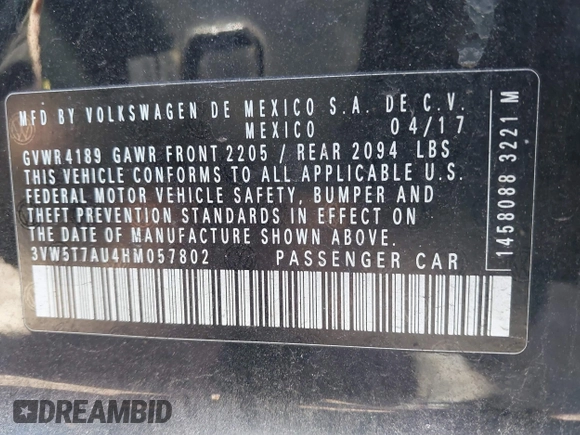 MFD BY VOLKSWAGEN DE MEXICO S.A. DE C.V.
MEXICO 04/17
GVWR 4189 GAWR FRONT 2205 / REAR 2094 LBS
THIS VEHICLE CONFORMS TO ALL APPLICABLE U.S.
FEDERAL MOTOR VEHICLE SAFETY, BUMPER AND
THEFT PREVENTION STANDARDS IN EFFECT ON
THE DATE OF MANUFACTURE SHOWN ABOVE.
3VW5T7AU4HM057802 PASSENGER CAR
1458088 3221 M
DREAMBID